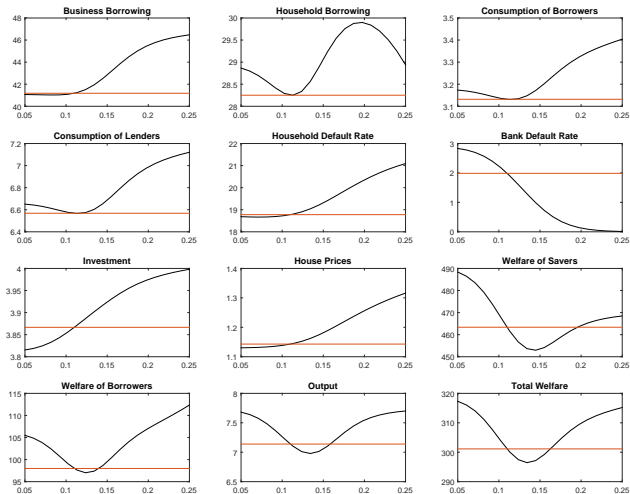 Business Borrowing
48
46
44
42
40
0.05 0.1 0.15 0.2 0.25
Household Borrowing
30
29.5
29
28.5
28
0.05 0.1 0.15 0.2 0.25
Consumption of Borrowers
3.5
3.4
3.3
3.2
3.1
0.05 0.1 0.15 0.2 0.25
Consumption of Lenders
7.2
7
6.8
6.6
6.4
0.05 0.1 0.15 0.2 0.25
Household Default Rate
22
21
20
19
18
0.05 0.1 0.15 0.2 0.25
Bank Default Rate
3
2
1
0
0.05 0.1 0.15 0.2 0.25
Investment
4
3.95
3.9
3.85
3.8
0.05 0.1 0.15 0.2 0.25
House Prices
1.4
1.3
1.2
1.1
0.05 0.1 0.15 0.2 0.25
Welfare of Savers
490
480
470
460
450
0.05 0.1 0.15 0.2 0.25
Welfare of Borrowers
115
110
105
100
95
0.05 0.1 0.15 0.2 0.25
Output
8
7.5
7
6.5
0.05 0.1 0.15 0.2 0.25
Total Welfare
320
310
300
290
0.05 0.1 0.15 0.2 0.25